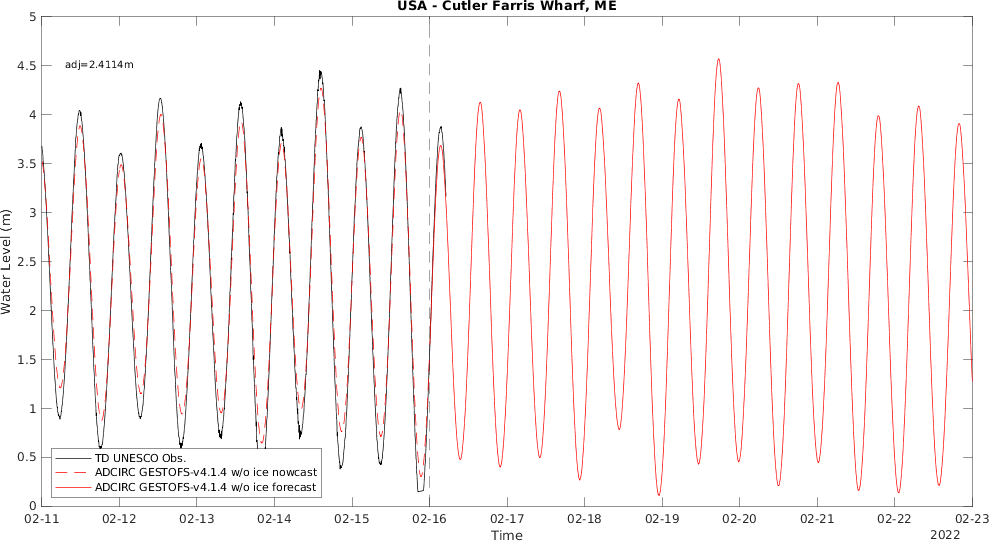 USA - Cutler Farris Wharf, ME
adj=2.4114m
Water Level (m)
5
4.5
4
3.5
3
2.5
2
1.5
1
0.5
0
TD UNESCO Obs.
ADCIRC GESTOFS-v4.1.4 w/o ice nowcast
ADCIRC GESTOFS-v4.1.4 w/o ice forecast
02-11 02-12 02-13 02-14 02-15 02-16 02-17 02-18 02-19 02-20 02-21 02-22 02-23
Time
2022